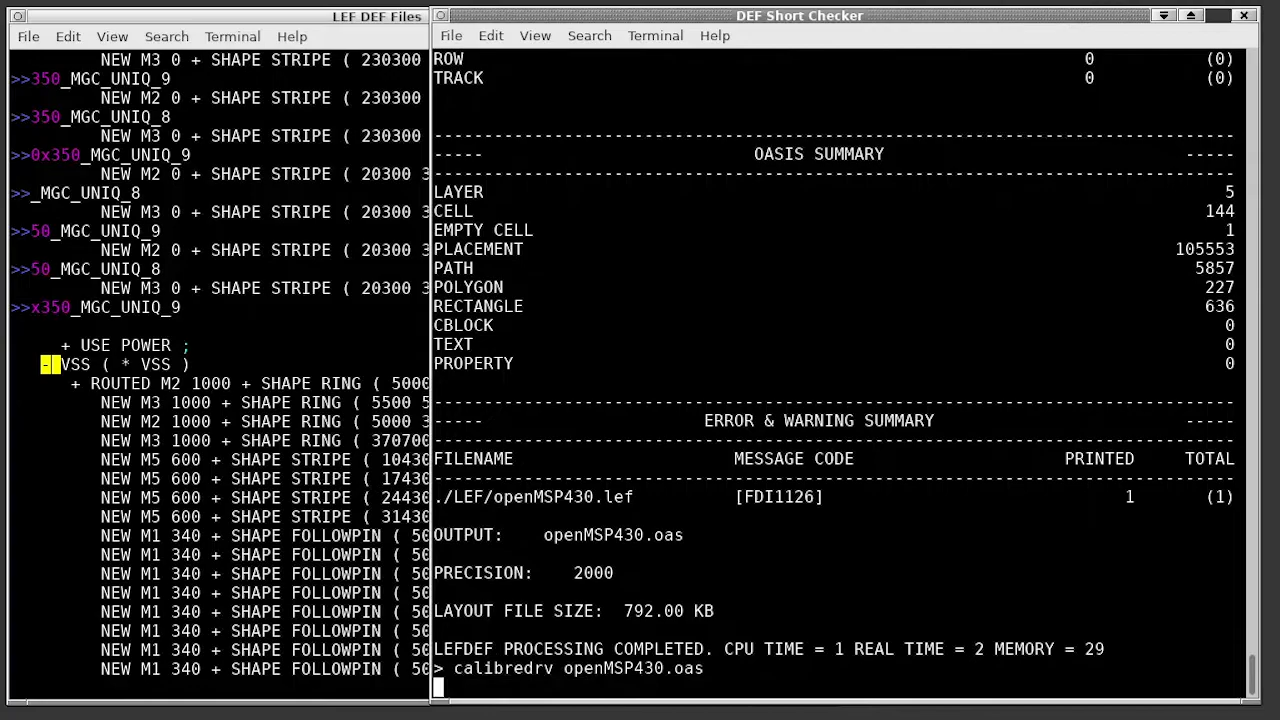 LEF DEF Files
File Edit View Search Terminal Help
NEW M3 0 + SHAPE STRIPE ( 230300
>>350_MGC_UNIQ_9
NEW M2 0 + SHAPE STRIPE ( 230300
>>350_MGC_UNIQ_8
NEW M3 0 + SHAPE STRIPE ( 230300
>>0x350_MGC_UNIQ_9
NEW M2 0 + SHAPE STRIPE ( 20300 3
>>_MGC_UNIQ_8
NEW M3 0 + SHAPE STRIPE ( 20300 3
>>50_MGC_UNIQ_9
NEW M2 0 + SHAPE STRIPE ( 20300 3
>>50_MGC_UNIQ_8
NEW M3 0 + SHAPE STRIPE ( 20300 3
>>x350_MGC_UNIQ_9
+ USE POWER ;
- VSS ( * VSS )
+ ROUTED M2 1000 + SHAPE RING ( 5000
NEW M3 1000 + SHAPE RING ( 5500 5
NEW M2 1000 + SHAPE RING ( 5000 3
NEW M3 1000 + SHAPE RING ( 370700
NEW M5 600 + SHAPE STRIPE ( 10430
NEW M5 600 + SHAPE STRIPE ( 17430
NEW M5 600 + SHAPE STRIPE ( 24430
NEW M5 600 + SHAPE STRIPE ( 31430
NEW M1 340 + SHAPE FOLLOWPIN ( 50
NEW M1 340 + SHAPE FOLLOWPIN ( 50
NEW M1 340 + SHAPE FOLLOWPIN ( 50
NEW M1 340 + SHAPE FOLLOWPIN ( 50
NEW M1 340 + SHAPE FOLLOWPIN ( 50
NEW M1 340 + SHAPE FOLLOWPIN ( 50
NEW M1 340 + SHAPE FOLLOWPIN ( 50
NEW M1 340 + SHAPE FOLLOWPIN ( 50
DEF Short Checker
File Edit View Search Terminal Help
ROW 0 (0)
TRACK 0 (0)
--------------------------------------------------------------------------------
----- OASIS SUMMARY -----
--------------------------------------------------------------------------------
LAYER 5
CELL 144
EMPTY CELL 1
PLACEMENT 105553
PATH 5857
POLYGON 227
RECTANGLE 636
CBLOCK 0
TEXT 0
PROPERTY 0
--------------------------------------------------------------------------------
----- ERROR & WARNING SUMMARY -----
--------------------------------------------------------------------------------
FILENAME MESSAGE CODE PRINTED TOTAL
--------------------------------------------------------------------------------
./LEF/openMSP430.lef [FDI1126] 1 (1)
OUTPUT: openMSP430.oas
PRECISION: 2000
LAYOUT FILE SIZE: 792.00 KB
LEFDEF PROCESSING COMPLETED. CPU TIME = 1 REAL TIME = 2 MEMORY = 29
> calibredrv openMSP430.oas